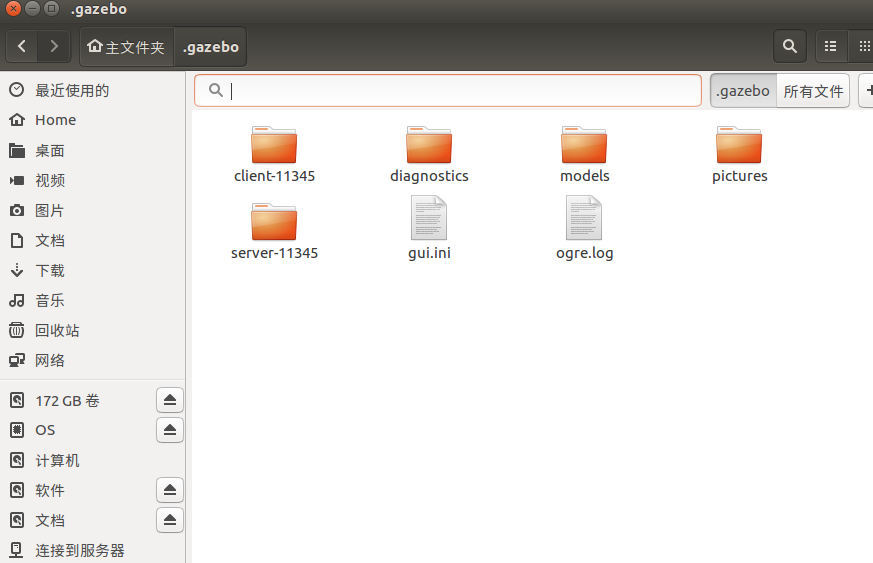 .gazebo
主文件夹 .gazebo
.gazebo 所有文件
最近使用的
Home
桌面
视频
图片
文档
下载
音乐
回收站
网络
172 GB 卷
OS
计算机
软件
文档
连接到服务器
client-11345 diagnostics models pictures
server-11345 gui.ini ogre.log